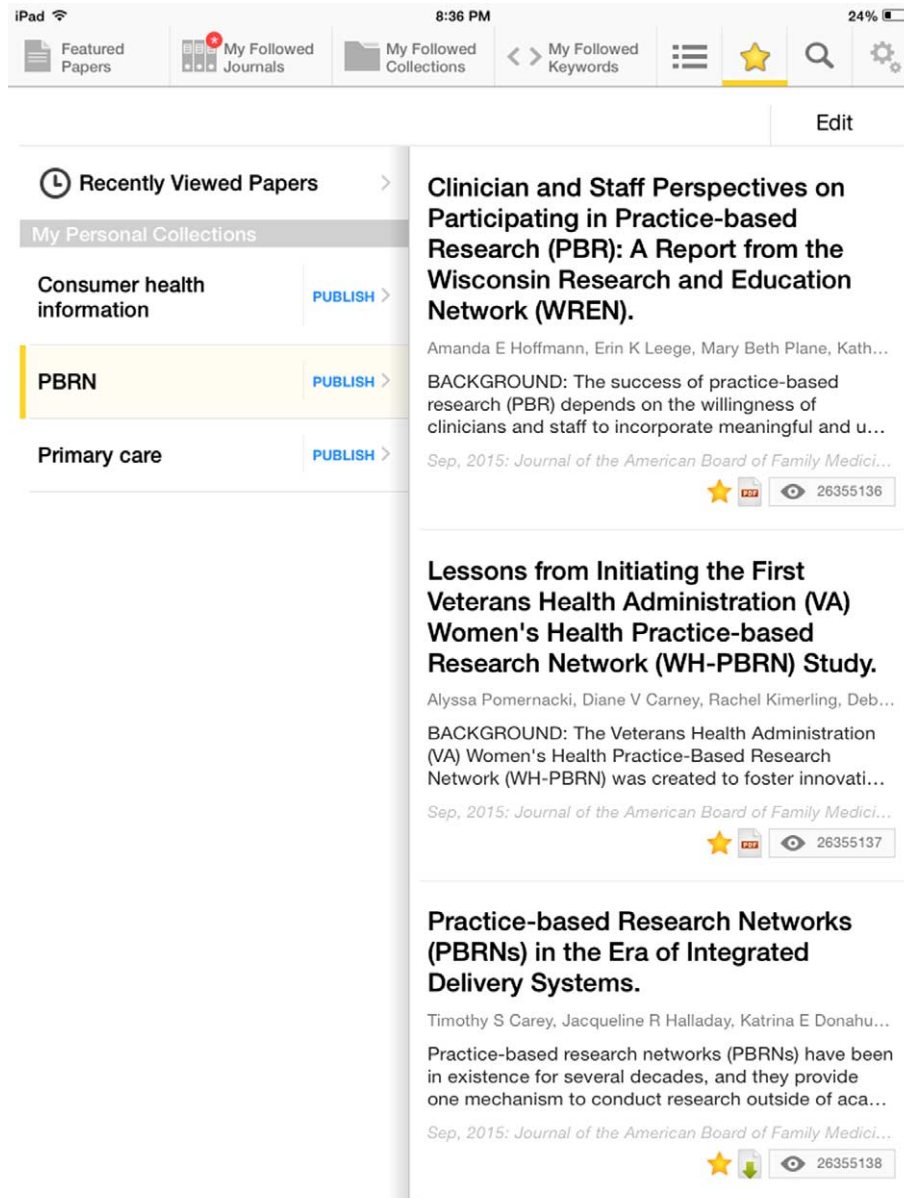 iPad 8:36 PM 24%
Featured Papers
My Followed Journals
My Followed Collections
My Followed Keywords
Edit
Recently Viewed Papers
My Personal Collections
Consumer health
information
PUBLISH
PBRN
PUBLISH
Primary care
PUBLISH
Clinician and Staff Perspectives on
Participating in Practice-based
Research (PBR): A Report from the
Wisconsin Research and Education
Network (WREN).
Amanda E Hoffmann, Erin K Leege, Mary Beth Plane, Kath...
BACKGROUND: The success of practice-based
research (PBR) depends on the willingness of
clinicians and staff to incorporate meaningful and u...
Sep, 2015: Journal of the American Board of Family Medici...
PDF 26355136
Lessons from Initiating the First
Veterans Health Administration (VA)
Women's Health Practice-based
Research Network (WH-PBRN) Study.
Alyssa Pomernacki, Diane V Carney, Rachel Kimerling, Deb...
BACKGROUND: The Veterans Health Administration
(VA) Women's Health Practice-Based Research
Network (WH-PBRN) was created to foster innovati...
Sep, 2015: Journal of the American Board of Family Medici...
PDF 26355137
Practice-based Research Networks
(PBRNs) in the Era of Integrated
Delivery Systems.
Timothy S Carey, Jacqueline R Halladay, Katrina E Donahu...
Practice-based research networks (PBRNs) have been
in existence for several decades, and they provide
one mechanism to conduct research outside of aca...
Sep, 2015: Journal of the American Board of Family Medici...
26355138